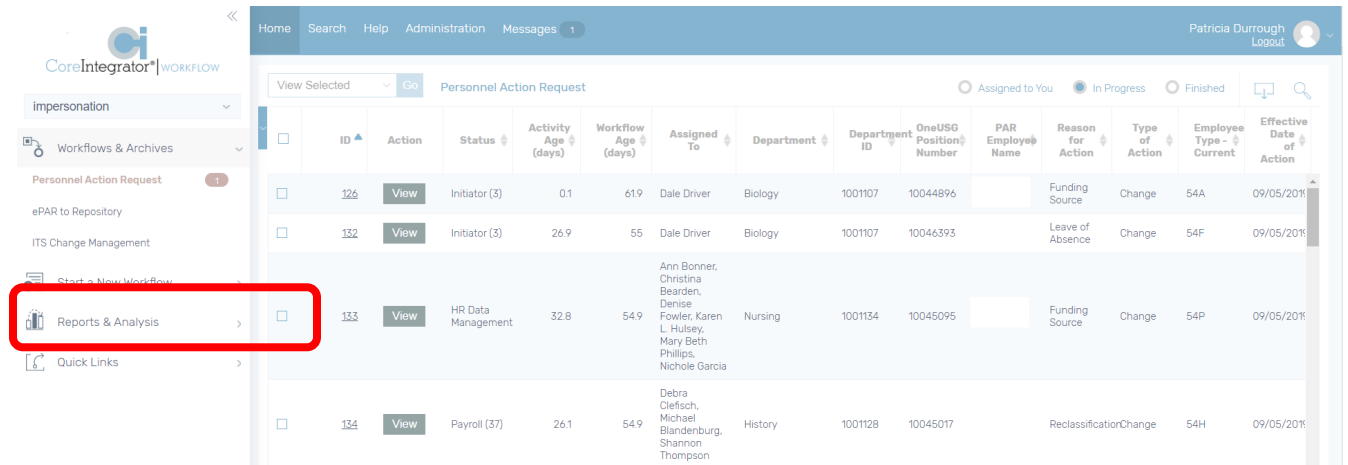 «
Home Search Help Administration Messages 1
Patricia Durrough
Logout
Ci
CoreIntegrator® | WORKFLOW
impersonation
View Selected Go Personnel Action Request Assigned to You In Progress Finished
Workflows & Archives
Personnel Action Request 1
ePAR to Repository
ITS Change Management
Start a New Workflow
Reports & Analysis
Quick Links
ID Action Status Activity Age (days) Workflow Age (days) Assigned To Department Department ID OneUSG Position Number PAR Employee Name Reason for Action Type of Action Employee Type - Current Effective Date of Action
126 View Initiator (3) 0.1 61.9 Dale Driver Biology 1001107 10044896 Funding Source Change 54A 09/05/2019
132 View Initiator (3) 26.9 55 Dale Driver Biology 1001107 10046393 Leave of Absence Change 54F 09/05/2019
133 View HR Data Management 32.8 54.9 Ann Bonner, Christina Bearden, Denise Fowler, Karen L. Hulsey, Mary Beth Phillips, Nichole Garcia Nursing 1001134 10045095 Funding Source Change 54P 09/05/2019
134 View Payroll (37) 26.1 54.9 Debra Clefisch, Michael Blandenburg, Shannon Thompson History 1001128 10045017 Reclassification Change 54H 09/05/2019